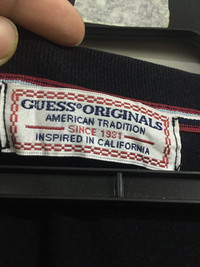 GUESS® ORIGINALS
AMERICAN TRADITION
SINCE 1981
INSPIRED IN CALIFORNIA